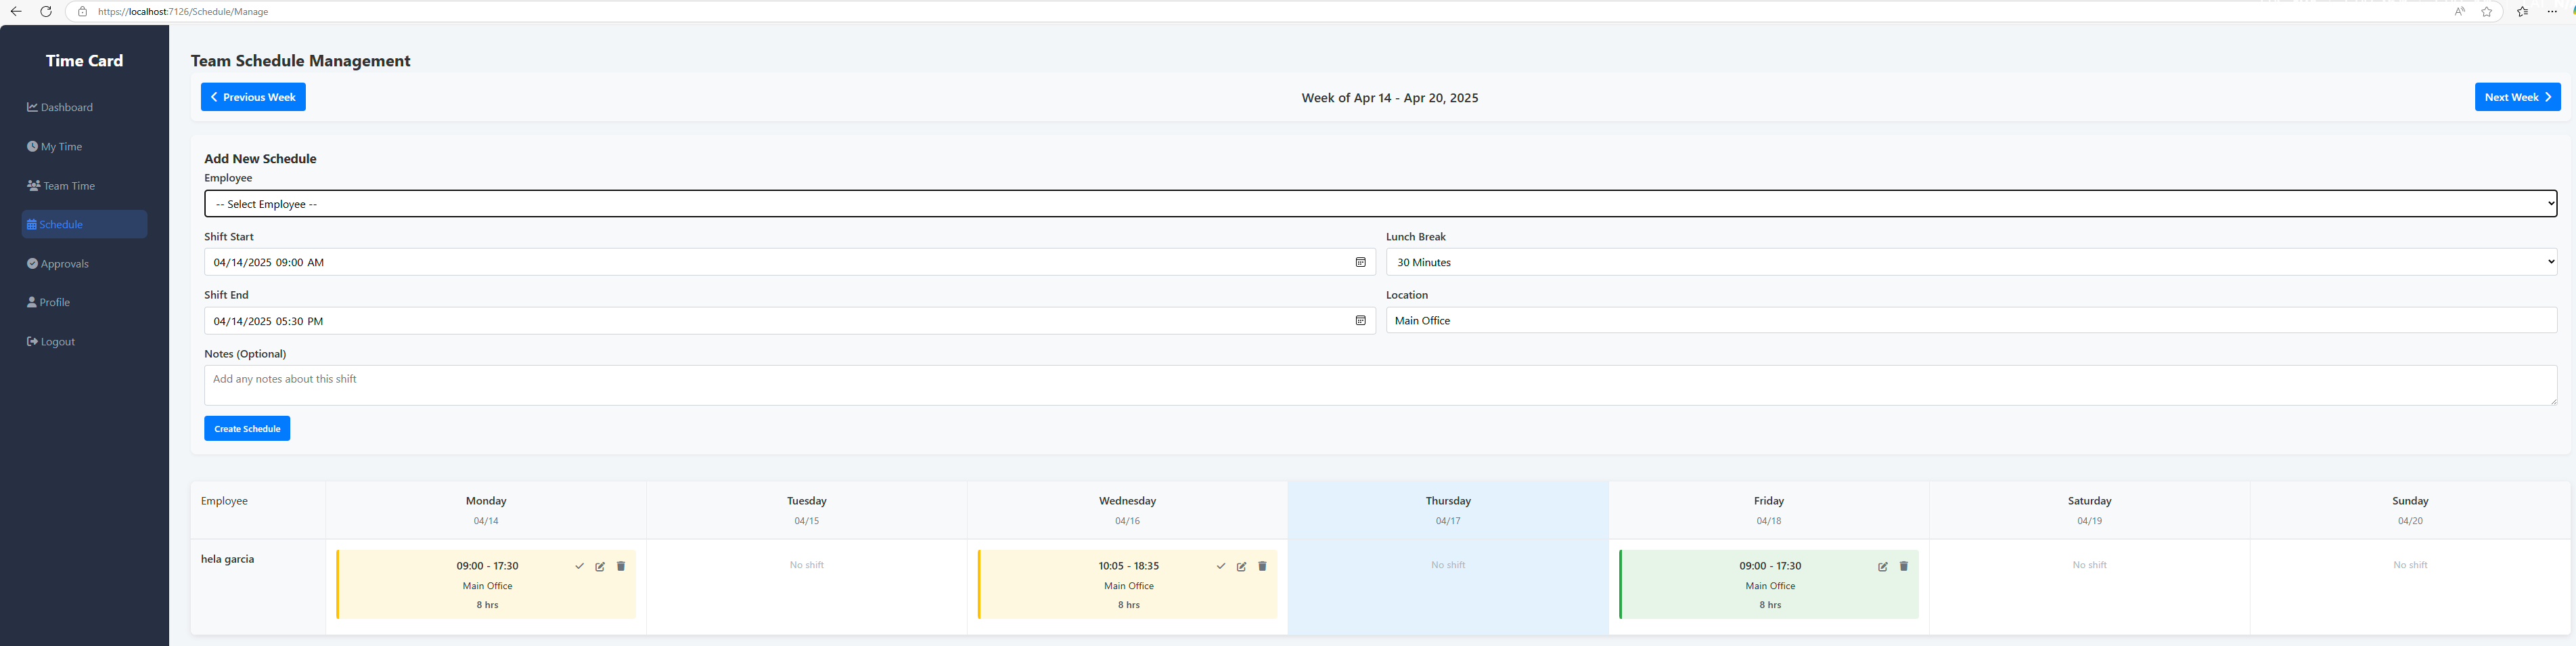 https://localhost:7126/Schedule/Manage
Time Card
Dashboard
My Time
Team Time
Schedule
Approvals
Profile
Logout
Team Schedule Management
Previous Week
Week of Apr 14 - Apr 20, 2025
Next Week
Add New Schedule
Employee
-- Select Employee --
Shift Start
Lunch Break
04/14/2025 09:00 AM
30 Minutes
Shift End
Location
04/14/2025 05:30 PM
Main Office
Notes (Optional)
Add any notes about this shift
Create Schedule
Employee Monday Tuesday Wednesday Thursday Friday Saturday Sunday
04/14 04/15 04/16 04/17 04/18 04/19 04/20
hela garcia
09:00 - 17:30
Main Office
8 hrs
No shift
10:05 - 18:35
Main Office
8 hrs
No shift
09:00 - 17:30
Main Office
8 hrs
No shift
No shift